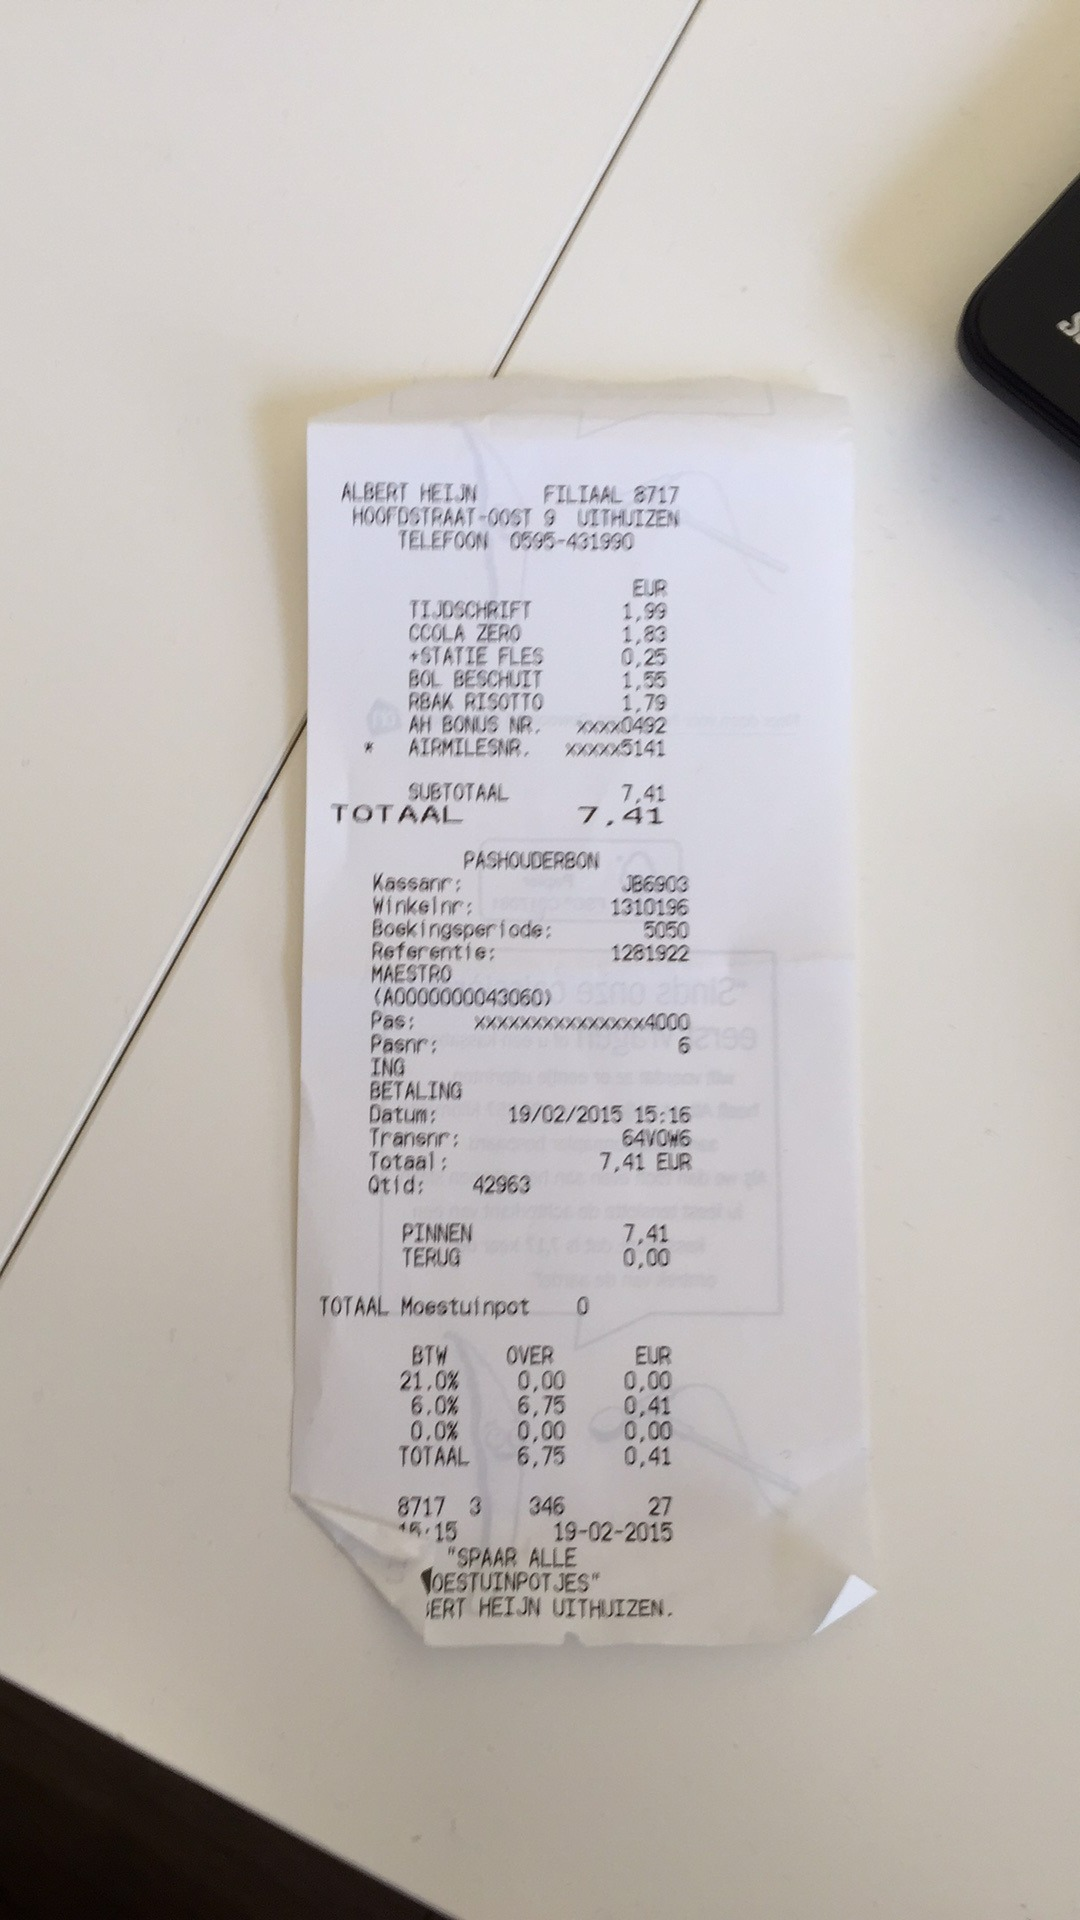 ALBERT HEIJN FILIAAL 8717
HOOFDSTRAAT-OOST 9 UITHUIZEN
TELEFOON 0595-431990
EUR
TIJDSCHRIFT 1,99
CCOLA ZERO 1,83
+STATIE FLES 0,25
BOL BESCHUIT 1,55
RBAK RISOTTO 1,79
AH BONUS NR. xxxx0492
* AIRMILESNR. xxxxx5141
SUBTOTAAL 7,41
TOTAAL 7,41
PASHOUDERBON
Kassanr: JB6903
Winkelnr: 1310196
Boekingsperiode: 5050
Referentie: 1281922
MAESTRO
(A0000000043060)
Pas: xxxxxxxxxxxxxxx4000
Pasnr: 6
ING
BETALING
Datum: 19/02/2015 15:16
Transnr: 64V0W6
Totaal: 7,41 EUR
Qtid: 42963
PINNEN 7,41
TERUG 0,00
TOTAAL Moestuinpot 0
BTW OVER EUR
21.0% 0,00 0,00
6.0% 6,75 0,41
0.0% 0,00 0,00
TOTAAL 6,75 0,41
8717 3 346 27
15:15 19-02-2015
"SPAAR ALLE
OESTUINPOTJES"
ERT HEIJN UITHUIZEN.